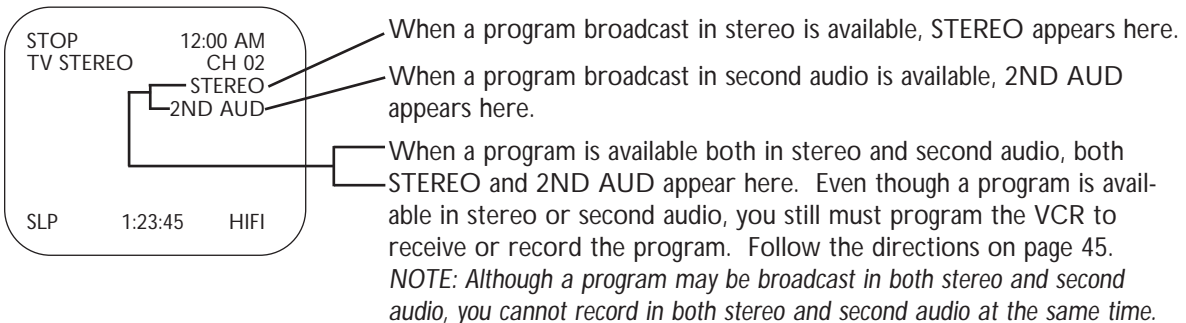 STOP 12:00 AM
TV STEREO CH 02
STEREO
2ND AUD
SLP 1:23:45 HIFI
When a program broadcast in stereo is available, STEREO appears here.
When a program broadcast in second audio is available, 2ND AUD
appears here.
When a program is available both in stereo and second audio, both
STEREO and 2ND AUD appear here. Even though a program is avail-
able in stereo or second audio, you still must program the VCR to
receive or record the program. Follow the directions on page 45.
NOTE: Although a program may be broadcast in both stereo and second
audio, you cannot record in both stereo and second audio at the same time.